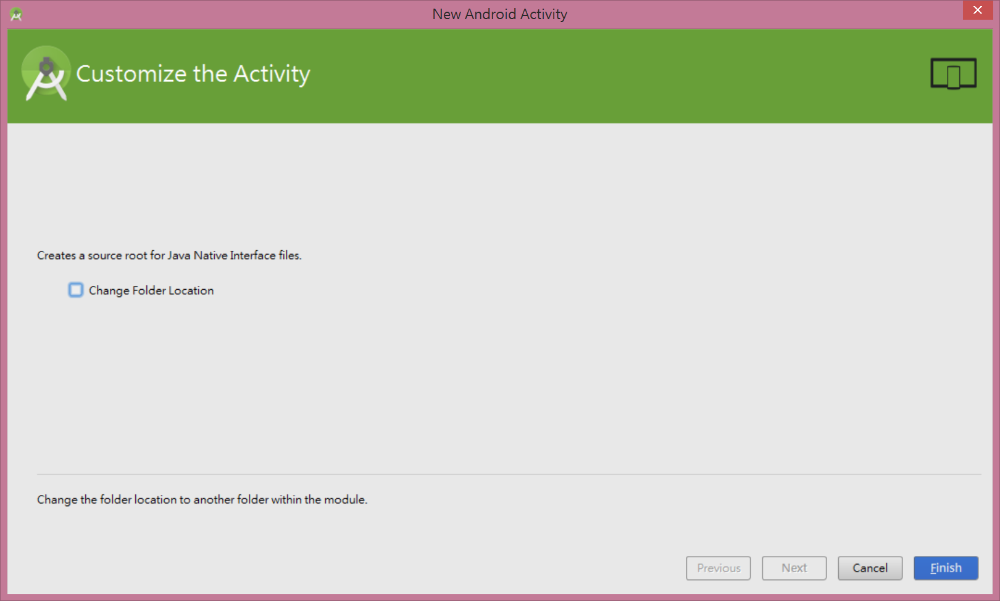 New Android Activity
Customize the Activity
Creates a source root for Java Native Interface files.
Change Folder Location
Change the folder location to another folder within the module.
Previous Next Cancel Finish